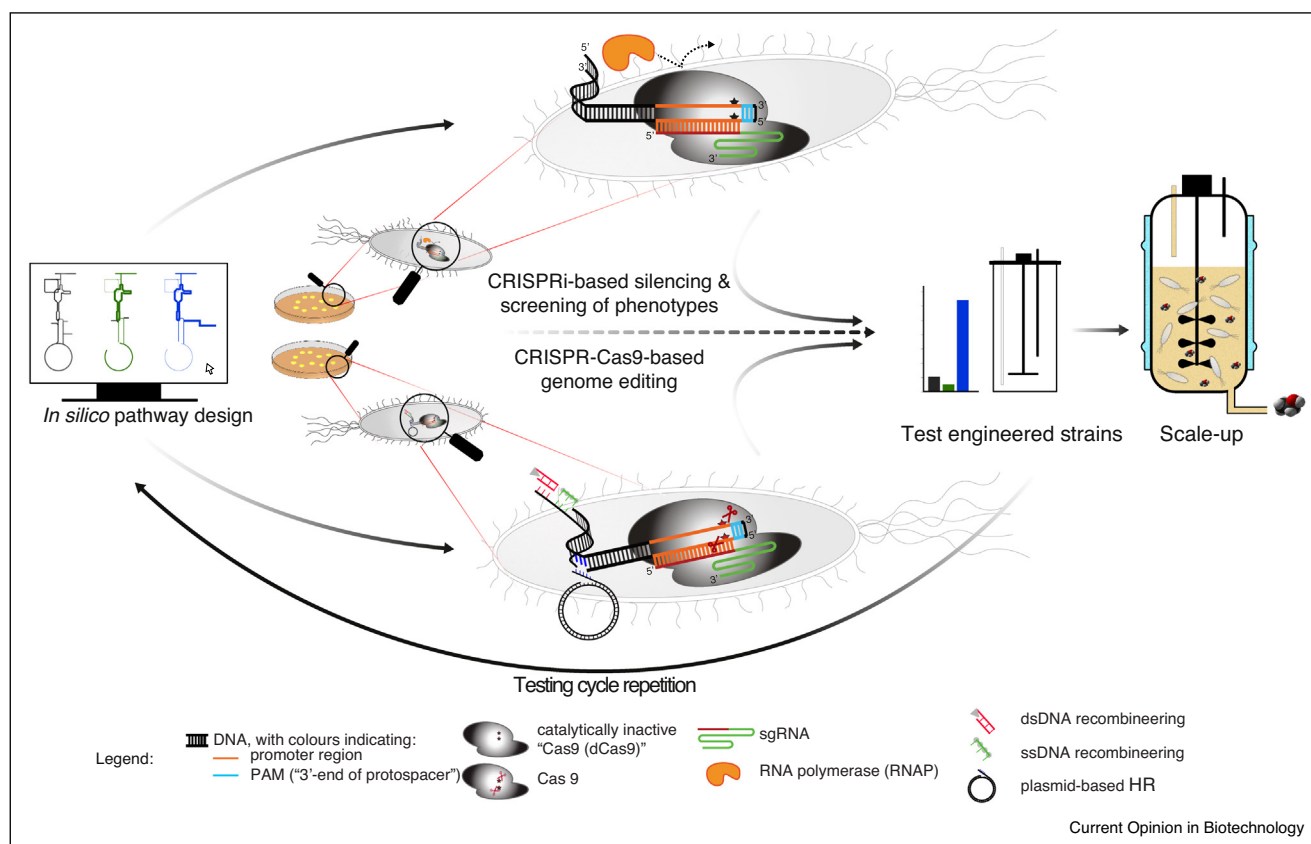 5'
3'
3'
5'
5'
3'
CRISPRi-based silencing &
screening of phenotypes
CRISPR-Cas9-based
genome editing
In silico pathway design
Test engineered strains
Scale-up
3'
5'
5'
3'
Testing cycle repetition
Legend:
DNA, with colours indicating:
promoter region
PAM ("3'-end of protospacer")
catalytically inactive
"Cas9 (dCas9)"
Cas 9
sgRNA
RNA polymerase (RNAP)
dsDNA recombineering
ssDNA recombineering
plasmid-based HR
Current Opinion in Biotechnology